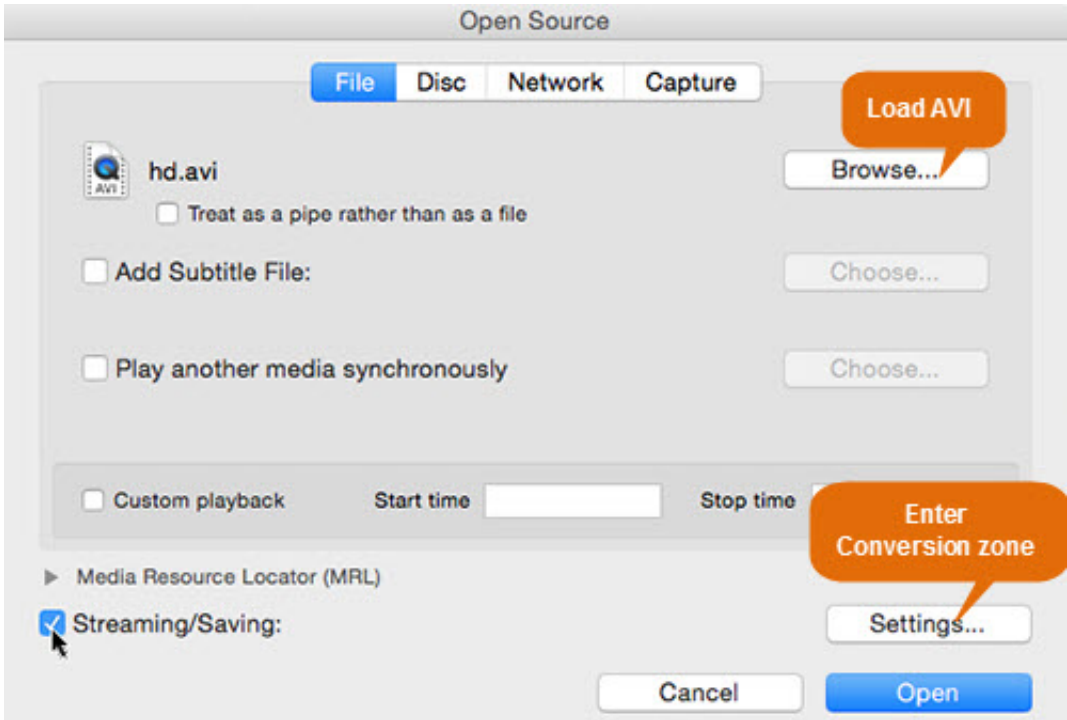 Open Source
File Disc Network Capture
Load AVI
AVI
hd.avi
Browse...
Treat as a pipe rather than as a file
Add Subtitle File:
Choose...
Play another media synchronously
Choose...
Custom playback
Start time
Stop time
Enter
Conversion zone
Media Resource Locator (MRL)
Streaming/Saving:
Settings...
Cancel
Open